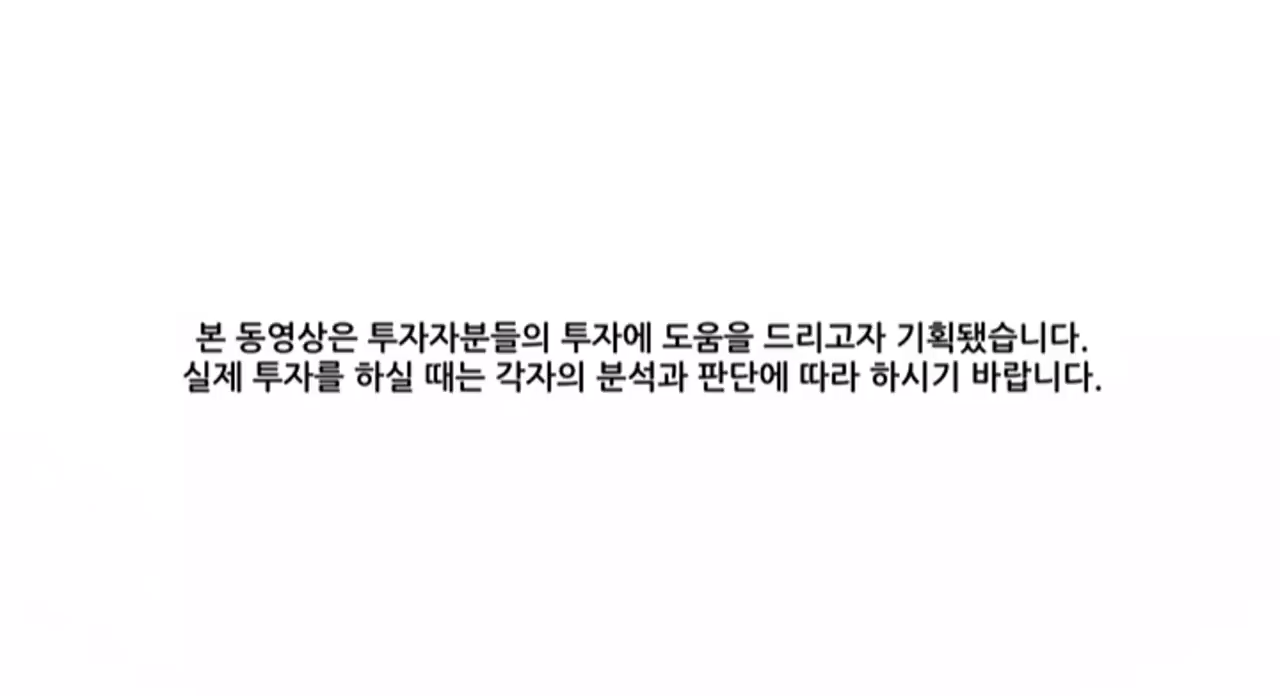 본 동영상은 투자자분들의 투자에 도움을 드리고자 기획됐습니다.
실제 투자를 하실 때는 각자의 분석과 판단에 따라 하시기 바랍니다.